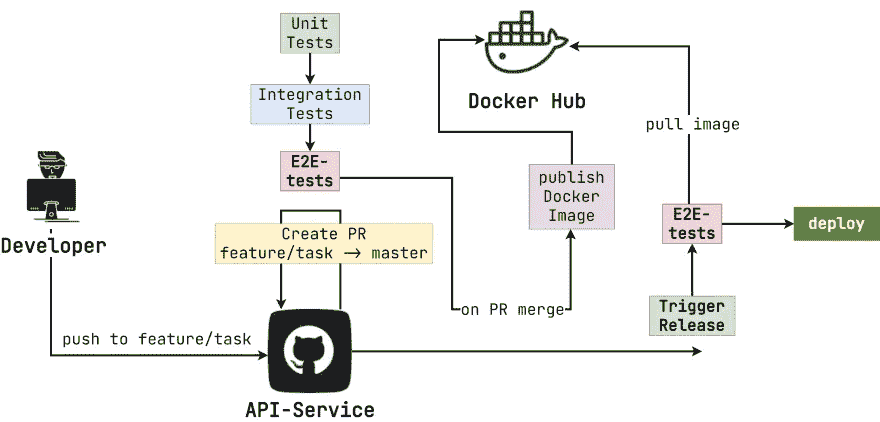 Unit
Tests
Integration
Tests
E2E-
tests
Docker Hub
pull image
publish
Docker
Image
E2E-
tests
deploy
Developer
Create PR
feature/task → master
on PR merge
Trigger
Release
push to feature/task
API-Service